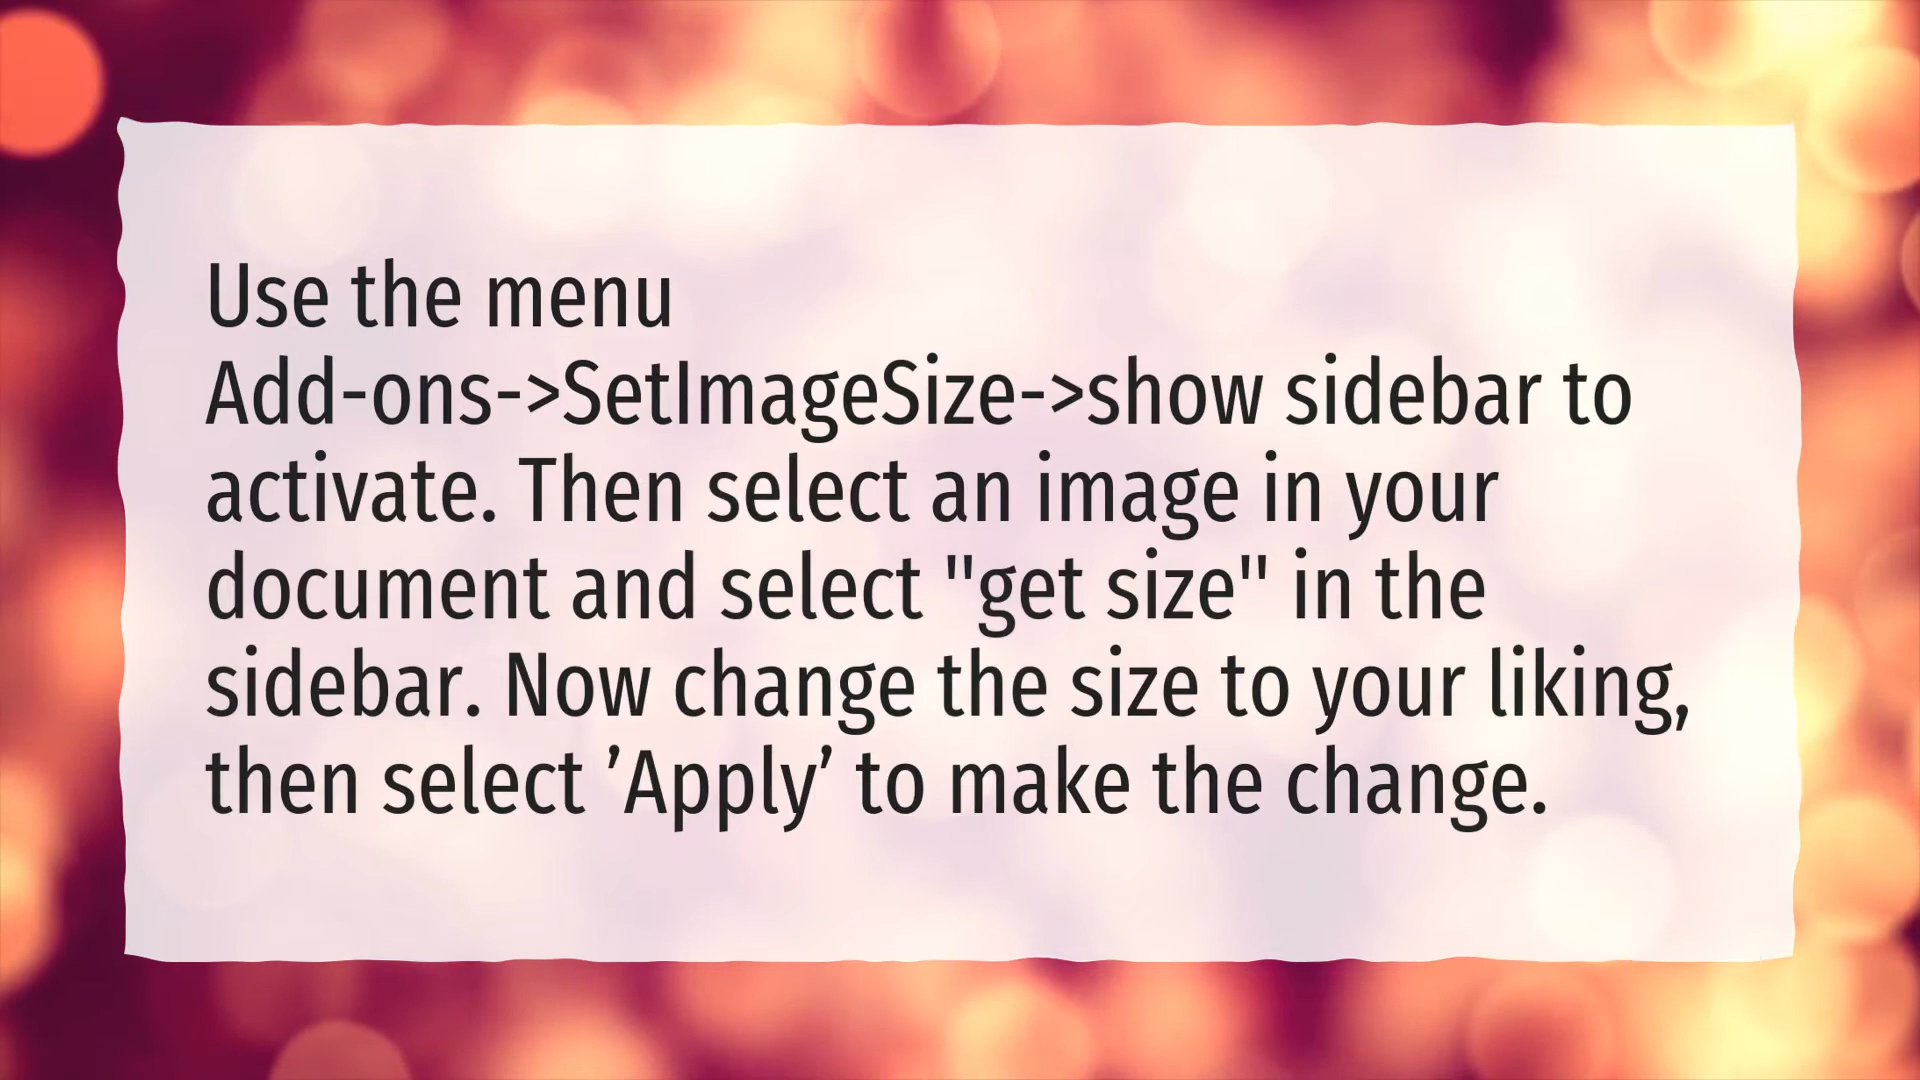 Use the menu
Add-ons->SetImageSize->show sidebar to
activate. Then select an image in your
document and select "get size" in the
sidebar. Now change the size to your liking,
then select ’Apply’ to make the change.